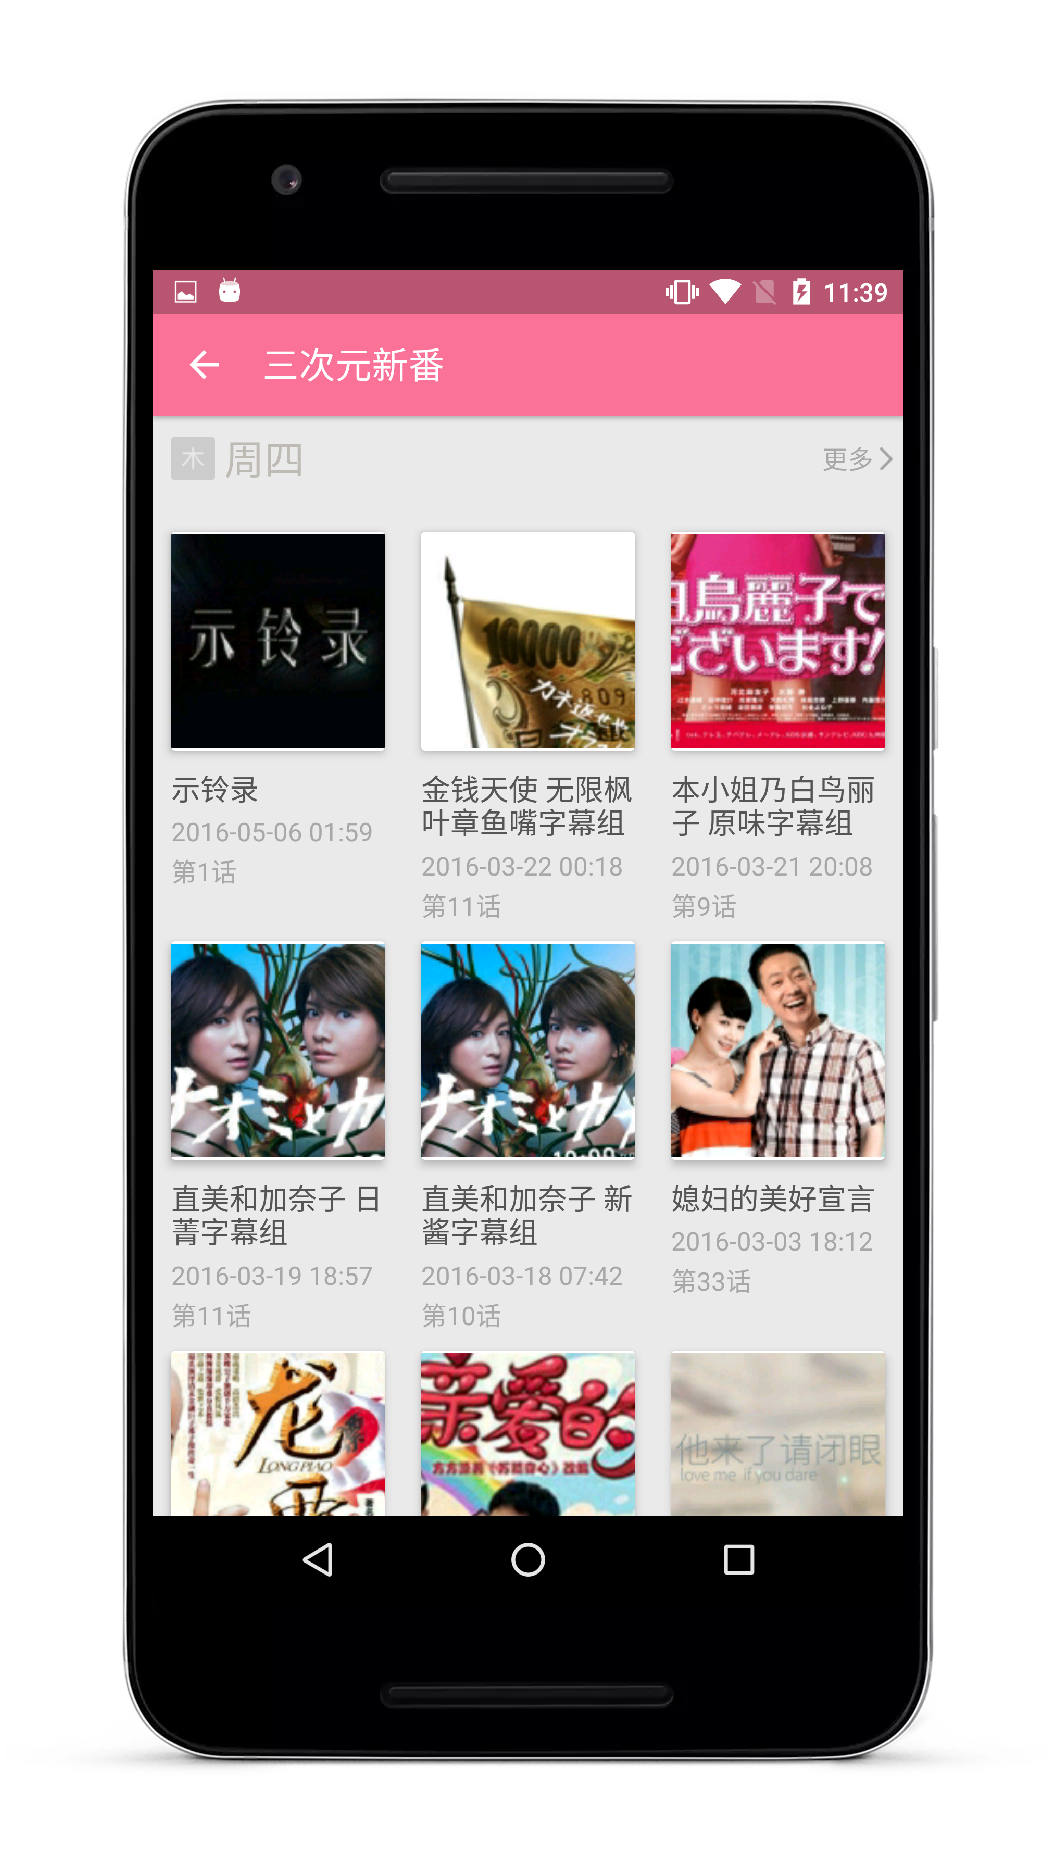 11:39
三次元新番
木 周四
更多
示 铃 录
10000
白鳥麗子で
ございます!
示铃录
2016-05-06 01:59
第1话
金钱天使 无限枫
叶章鱼嘴字幕组
2016-03-22 00:18
第11话
本小姐乃白鸟丽
子 原味字幕组
2016-03-21 20:08
第9话
ナオミとカ
ナオミとカナ
直美和加奈子 日
菁字幕组
2016-03-19 18:57
第11话
直美和加奈子 新
酱字幕组
2016-03-18 07:42
第10话
媳妇的美好宣言
2016-03-03 18:12
第33话
龙票
LONG PIAO
亲爱的
他来了请闭眼
love me if you dare